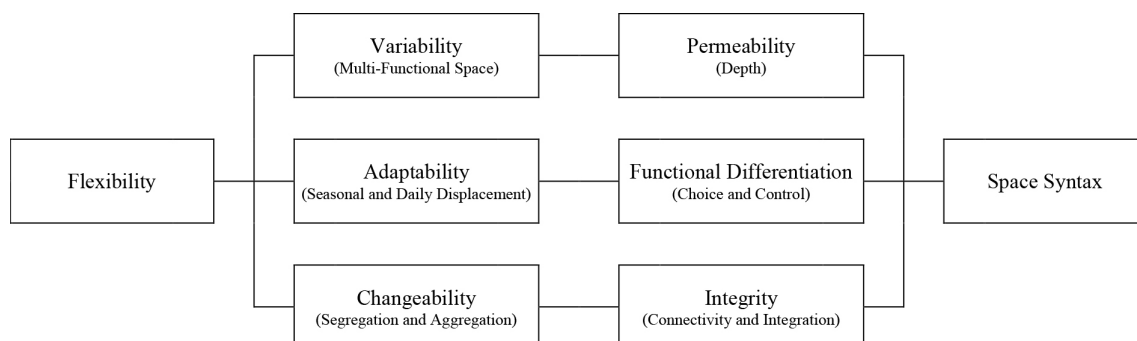 Variability
(Multi-Functional Space)
Permeability
(Depth)
Flexibility
Adaptability
(Seasonal and Daily Displacement)
Functional Differentiation
(Choice and Control)
Space Syntax
Changeability
(Segregation and Aggregation)
Integrity
(Connectivity and Integration)